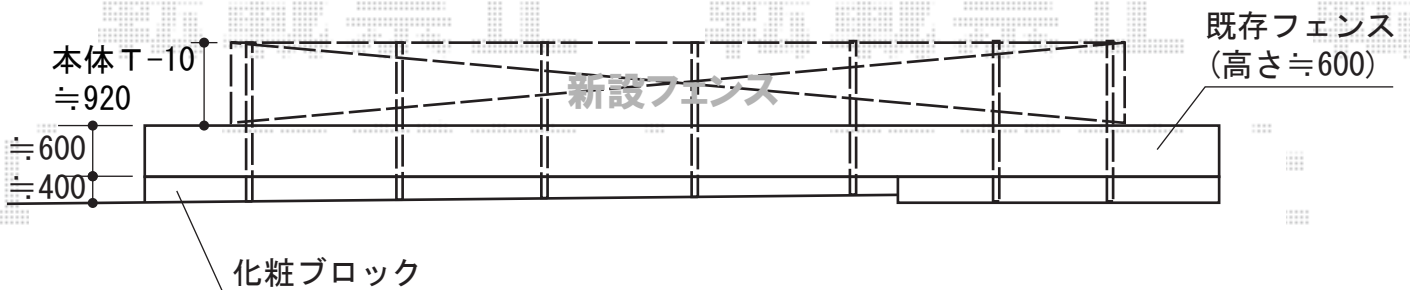 既存フェンス
(高さ≒600)
本体T-10
≒920
新設フェンス
≒600
≒400
化粧ブロック